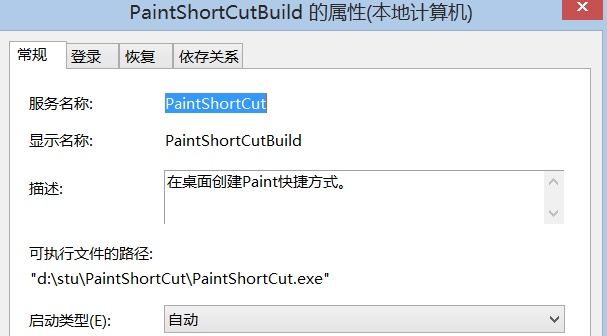 PaintShortCutBuild 的属性(本地计算机)
常规 登录 恢复 依存关系
服务名称: PaintShortCut
显示名称: PaintShortCutBuild
描述: 在桌面创建Paint快捷方式。
可执行文件的路径:
"d:\stu\PaintShortCut\PaintShortCut.exe"
启动类型(E): 自动